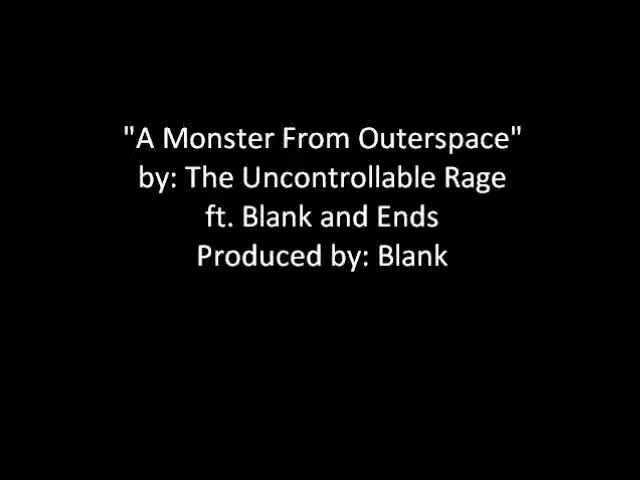 "A Monster From Outerspace"
by: The Uncontrollable Rage
ft. Blank and Ends
Produced by: Blank